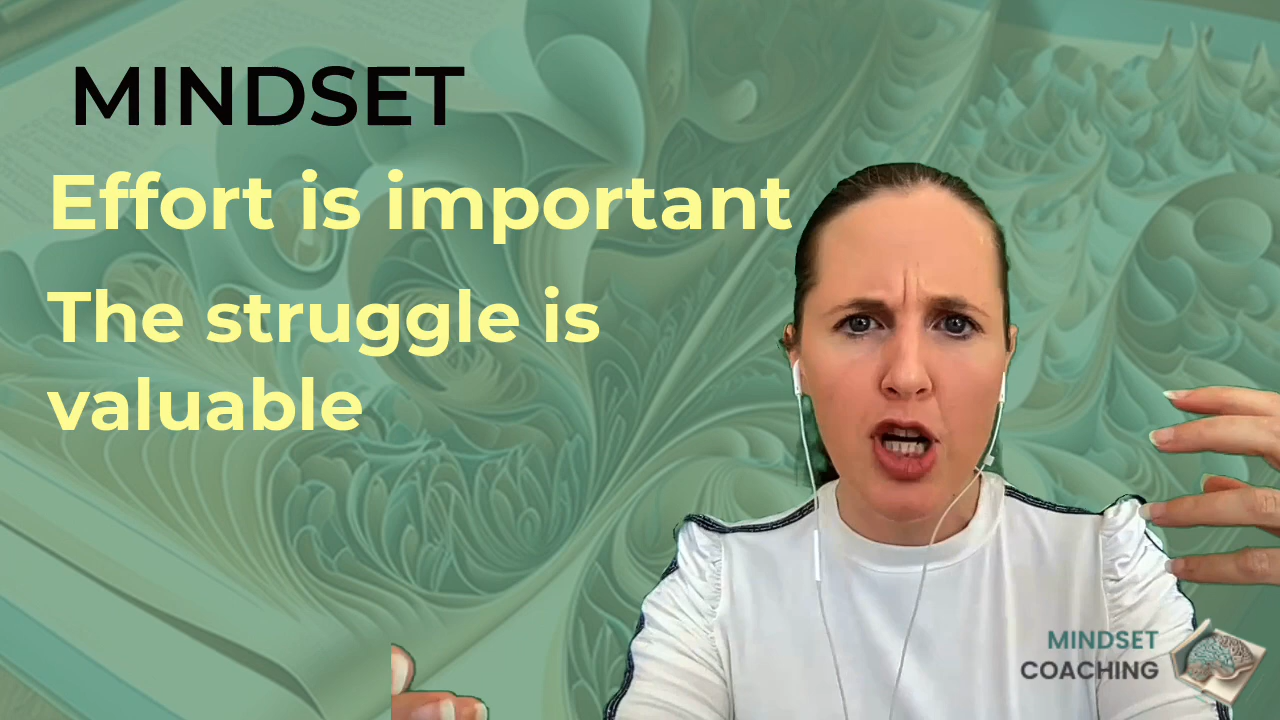 MINDSET
Effort is important
The struggle is
valuable
MINDSET
COACHING